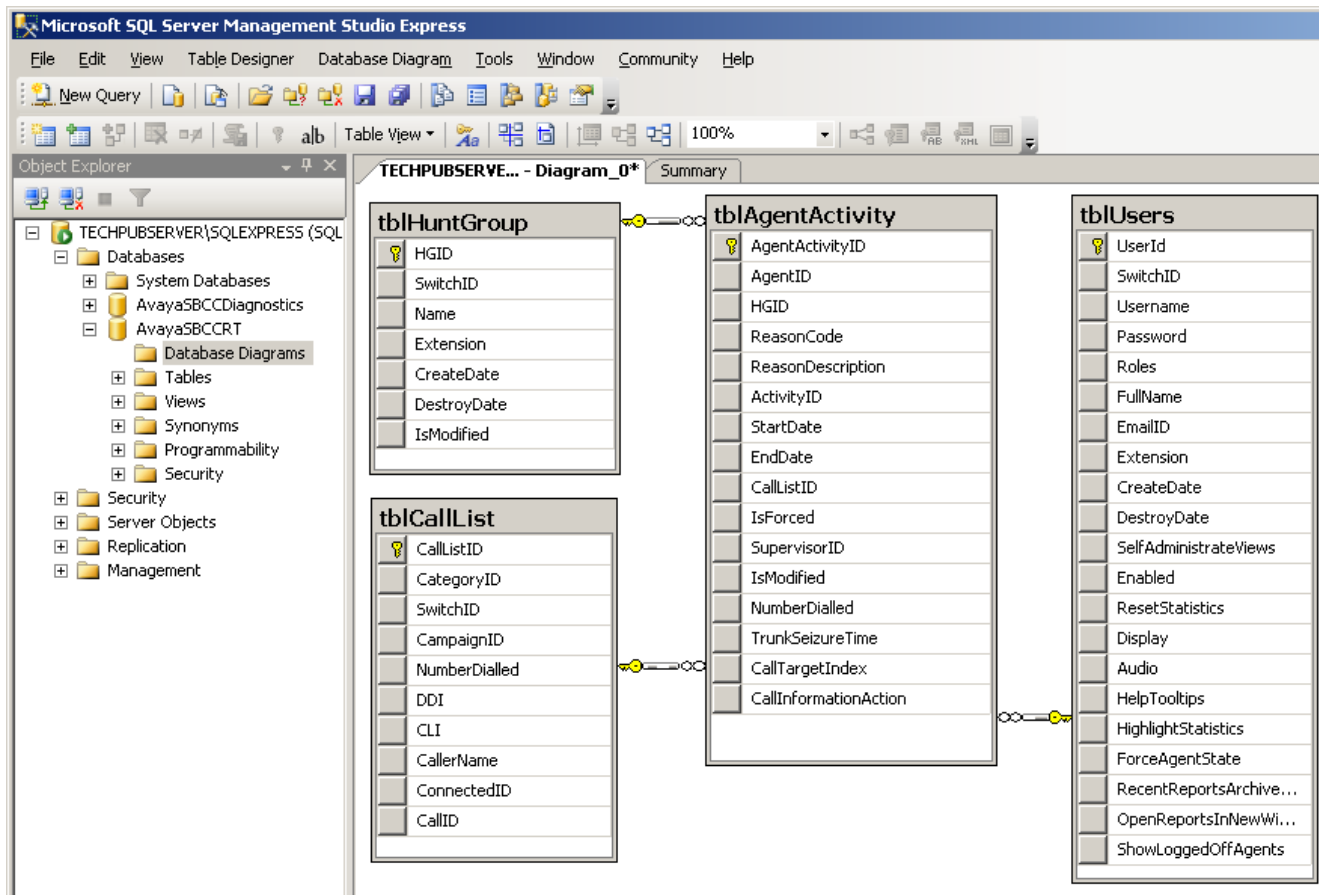 Microsoft SQL Server Management Studio Express
File Edit View Table Designer Database Diagram Tools Window Community Help
New Query
ab Table View Aa 100% AB XML
Object Explorer
TECHPUBSERVER\SQLEXPRESS (SQL
Databases
System Databases
AvayaSBCCDiagnostics
AvayaSBCCRT
Database Diagrams
Tables
Views
Synonyms
Programmability
Security
Security
Server Objects
Replication
Management
TECHPUBSERVE... - Diagram_0* Summary
tblHuntGroup
HGID
SwitchID
Name
Extension
CreateDate
DestroyDate
IsModified
tblCallList
CallListID
CategoryID
SwitchID
CampaignID
NumberDialled
DDI
CLI
CallerName
ConnectedID
CallID
tblAgentActivity
AgentActivityID
AgentID
HGID
ReasonCode
ReasonDescription
ActivityID
StartDate
EndDate
CallListID
IsForced
SupervisorID
IsModified
NumberDialled
TrunkSeizureTime
CallTargetIndex
CallInformationAction
tblUsers
UserId
SwitchID
Username
Password
Roles
FullName
EmailID
Extension
CreateDate
DestroyDate
SelfAdministrateViews
Enabled
ResetStatistics
Display
Audio
HelpTooltips
HighlightStatistics
ForceAgentState
RecentReportsArchive...
OpenReportsInNewWi...
ShowLoggedOffAgents